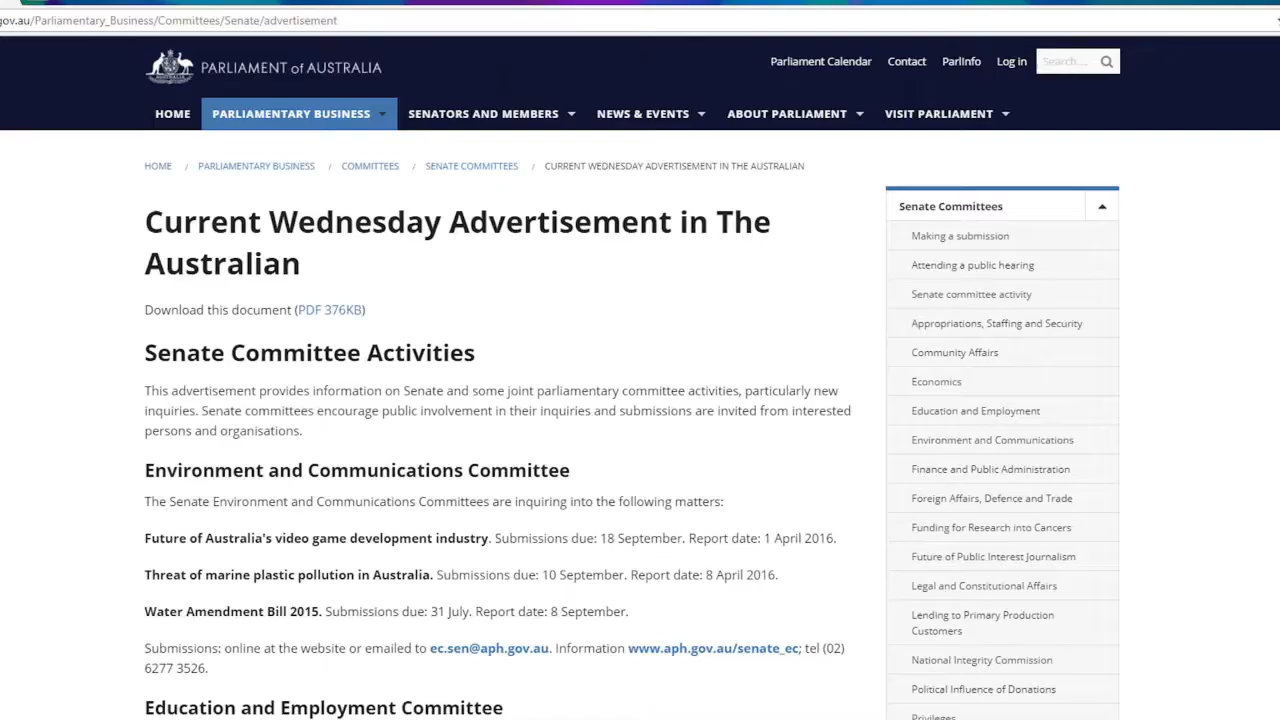 gov.au/Parliamentary_Business/Committees/Senate/advertisement
PARLIAMENT of AUSTRALIA
Parliament Calendar Contact ParlInfo Log in Search....
HOME PARLIAMENTARY BUSINESS SENATORS AND MEMBERS NEWS & EVENTS ABOUT PARLIAMENT VISIT PARLIAMENT
HOME / PARLIAMENTARY BUSINESS / COMMITTEES / SENATE COMMITTEES / CURRENT WEDNESDAY ADVERTISEMENT IN THE AUSTRALIAN
Current Wednesday Advertisement in The
Australian
Download this document (PDF 376KB)
Senate Committee Activities
This advertisement provides information on Senate and some joint parliamentary committee activities, particularly new
inquiries. Senate committees encourage public involvement in their inquiries and submissions are invited from interested
persons and organisations.
Environment and Communications Committee
The Senate Environment and Communications Committees are inquiring into the following matters:
Future of Australia's video game development industry. Submissions due: 18 September. Report date: 1 April 2016.
Threat of marine plastic pollution in Australia. Submissions due: 10 September. Report date: 8 April 2016.
Water Amendment Bill 2015. Submissions due: 31 July. Report date: 8 September.
Submissions: online at the website or emailed to ec.sen@aph.gov.au. Information www.aph.gov.au/senate_ec; tel (02)
6277 3526.
Education and Employment Committee
Senate Committees
Making a submission
Attending a public hearing
Senate committee activity
Appropriations, Staffing and Security
Community Affairs
Economics
Education and Employment
Environment and Communications
Finance and Public Administration
Foreign Affairs, Defence and Trade
Funding for Research into Cancers
Future of Public Interest Journalism
Legal and Constitutional Affairs
Lending to Primary Production
Customers
National Integrity Commission
Political Influence of Donations
Privileges